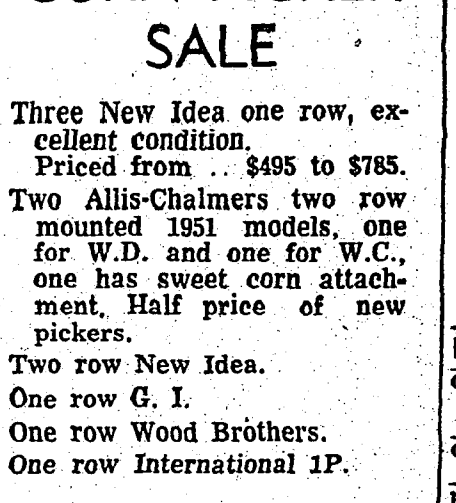 SALE
Three New Idea one row, ex-
cellent condition.
Priced from .. $495 to $785.
Two Allis-Chalmers two row
mounted 1951 models, one
for W.D. and one for W.C.,
one has sweet corn attach-
ment. Half price of new
pickers.
Two row New Idea.
One row G. I.
One row Wood Brothers.
One row International 1P.